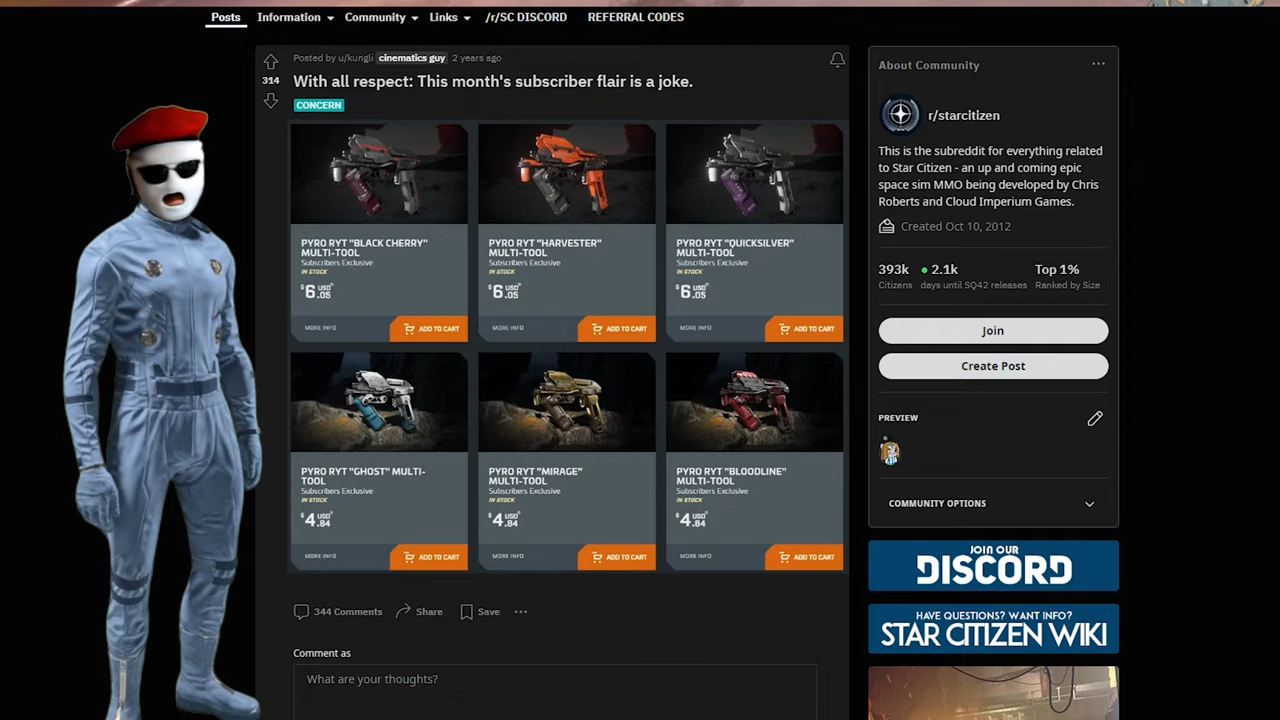 Posts
Information
Community
Links
/r/SC DISCORD
REFERRAL CODES
Posted by u/kungli cinematics guy 2 years ago
314
With all respect: This month's subscriber flair is a joke.
CONCERN
PYRO RYT "BLACK CHERRY"
MULTI-TOOL
Subscribers Exclusive
IN STOCK
$6.05 USD
MORE INFO
ADD TO CART
PYRO RYT "HARVESTER"
MULTI-TOOL
Subscribers Exclusive
IN STOCK
$6.05 USD
MORE INFO
ADD TO CART
PYRO RYT "QUICKSILVER"
MULTI-TOOL
Subscribers Exclusive
IN STOCK
$6.05 USD
MORE INFO
ADD TO CART
PYRO RYT "GHOST" MULTI-
TOOL
Subscribers Exclusive
IN STOCK
$4.84 USD
MORE INFO
ADD TO CART
PYRO RYT "MIRAGE"
MULTI-TOOL
Subscribers Exclusive
IN STOCK
$4.84 USD
MORE INFO
ADD TO CART
PYRO RYT "BLOODLINE"
MULTI-TOOL
Subscribers Exclusive
IN STOCK
$4.84 USD
MORE INFO
ADD TO CART
344 Comments
Share
Save
Comment as
What are your thoughts?
About Community
r/starcitizen
This is the subreddit for everything related
to Star Citizen - an up and coming epic
space sim MMO being developed by Chris
Roberts and Cloud Imperium Games.
Created Oct 10, 2012
393k 2.1k Top 1%
Citizens days until SQ42 releases Ranked by Size
Join
Create Post
PREVIEW
COMMUNITY OPTIONS
JOIN OUR
DISCORD
HAVE QUESTIONS? WANT INFO?
STAR CITIZEN WIKI